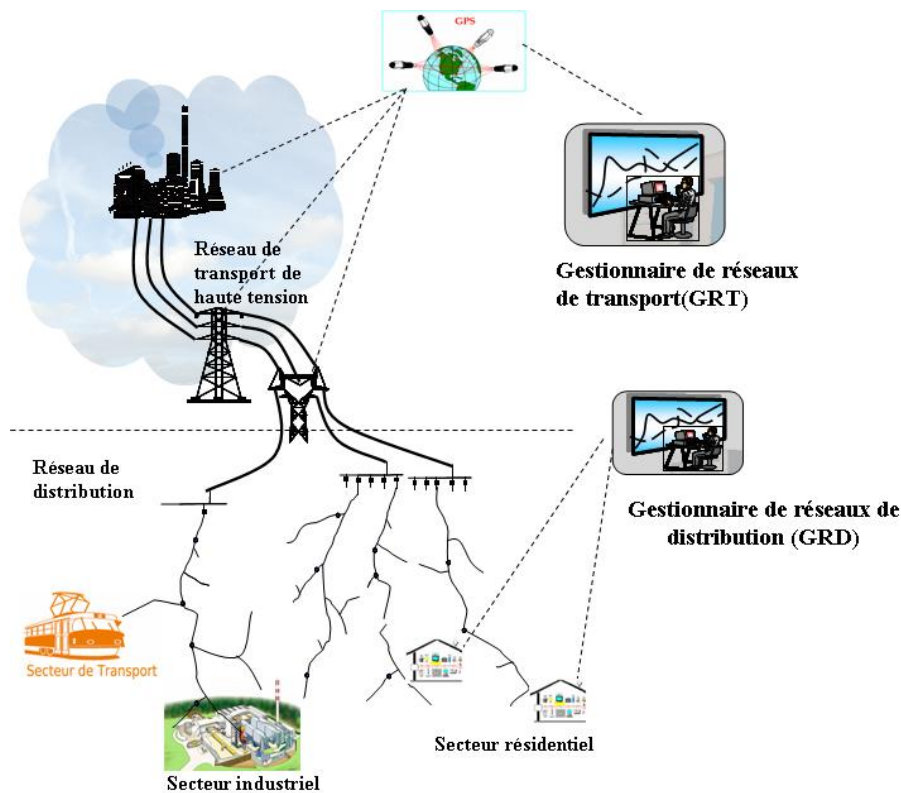 GPS
Réseau de
transport de
haute tension
Gestionnaire de réseaux
de transport(GRT)
Réseau de
distribution
Gestionnaire de réseaux de
distribution (GRD)
Secteur de Transport
Secteur résidentiel
Secteur industriel